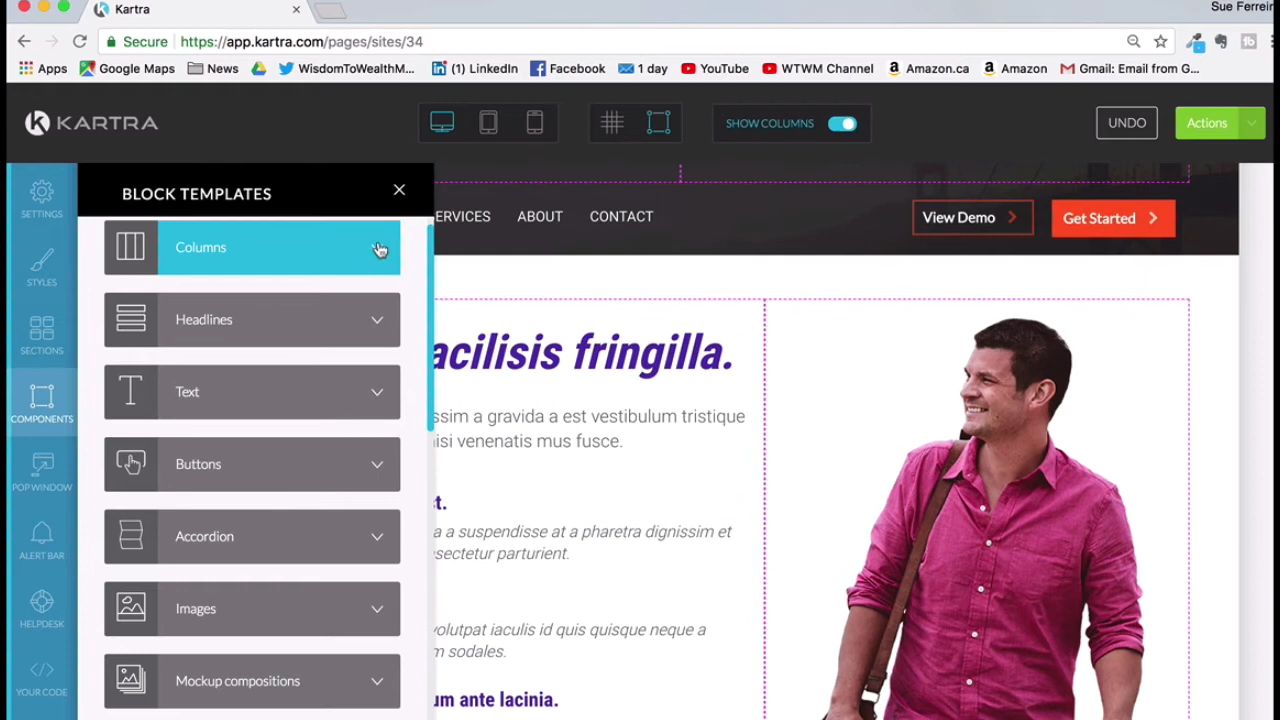 Kartra
Sue Ferreir
Secure
https://app.kartra.com/pages/sites/34
Apps
Google Maps
News
WisdomToWealthM...
(1) LinkedIn
Facebook
1 day
YouTube
WTWM Channel
Amazon.ca
Amazon
Gmail: Email from G...
KARTRA
SHOW COLUMNS
UNDO
Actions
SETTINGS
STYLES
SECTIONS
COMPONENTS
POP WINDOW
ALERT BAR
HELPDESK
YOUR CODE
BLOCK TEMPLATES
Columns
Headlines
Text
Buttons
Accordion
Images
Mockup compositions
ERVICES
ABOUT
CONTACT
View Demo
Get Started
acilisis fringilla.
ssim a gravida a est vestibulum tristique
nisi venenatis mus fusce.
st.
a a suspendisse at a pharetra dignissim et
nsectetur parturient.
volutpat iaculis id quis quisque neque a
m sodales.
um ante lacinia.